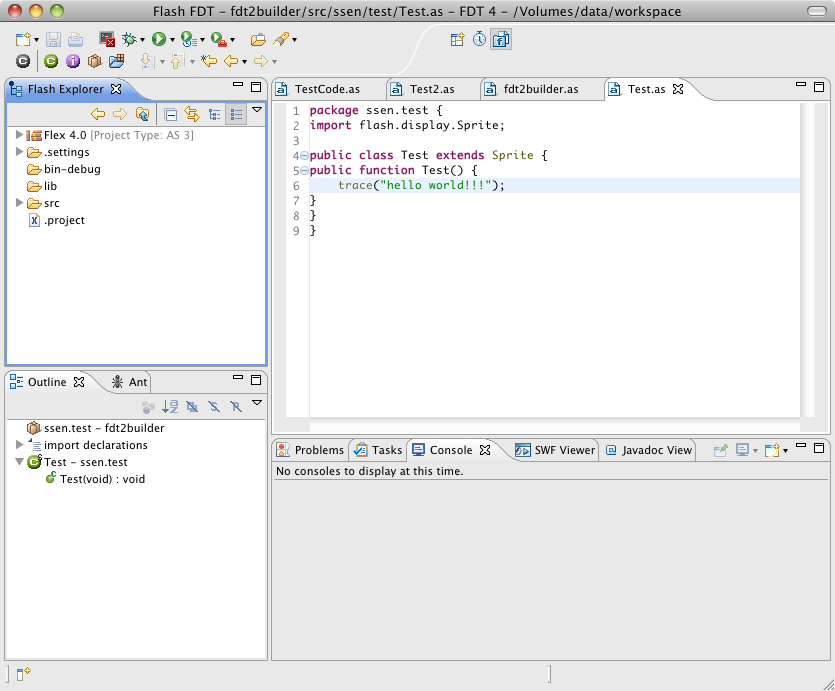 Flash FDT - fdt2builder/src/ssen/test/Test.as - FDT 4 - /Volumes/data/workspace
Flash Explorer
Flex 4.0 [Project Type: AS 3]
.settings
bin-debug
lib
src
.project
TestCode.as Test2.as fdt2builder.as Test.as
1 package ssen.test {
2 import flash.display.Sprite;
3
4 public class Test extends Sprite {
5 public function Test() {
6 trace("hello world!!!");
7 }
8 }
9 }
Outline Ant
ssen.test - fdt2builder
import declarations
Test - ssen.test
Test(void) : void
Problems Tasks Console SWF Viewer Javadoc View
No consoles to display at this time.